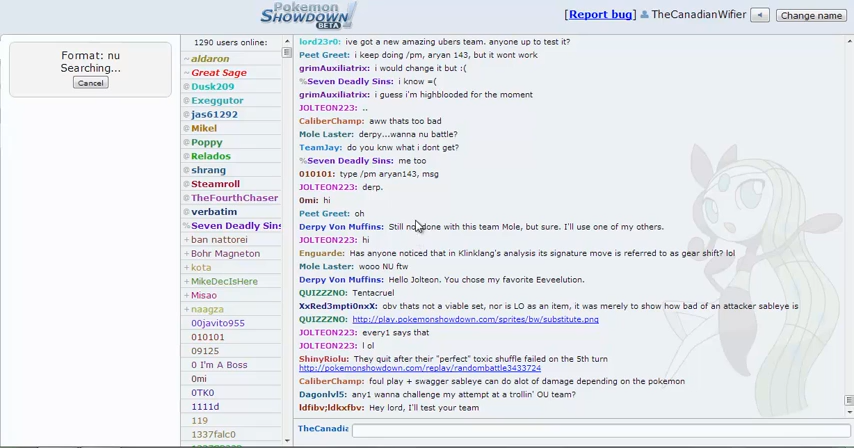 Pokemon
SHOWDOWN!
BETA
[Report bug] TheCanadianWifier Change name
Format: nu
Searching...
Cancel
1290 users online:
~aldaron
~Great Sage
@Dusk209
@Exeggutor
@jas61292
@Mikel
@Poppy
@Relados
@shrang
@Steamroll
@TheFourthChaser
@verbatim
%Seven Deadly Sins
+ban nattorei
+Bohr Magneton
+kota
+MikeDecIsHere
+Misao
+naagza
00javito955
010101
09125
0 I'm A Boss
0mi
0TK0
1111d
119
1337falc0
lord23r0: ive got a new amazing ubers team. anyone up to test it?
Peet Greet: i keep doing /pm, aryan 143, but it wont work
grimAuxiliatrix: i would change it but :(
%Seven Deadly Sins: i know =(
grimAuxiliatrix: i guess i'm highblooded for the moment
JOLTEON223: ..
CaliberChamp: aww thats too bad
Mole Laster: derpy...wanna nu battle?
TeamJay: do you knw what i dont get?
%Seven Deadly Sins: me too
010101: type /pm aryan143, msg
JOLTEON223: derp.
0mi: hi
Peet Greet: oh
Derpy Von Muffins: Still not done with this team Mole, but sure. I'll use one of my others.
JOLTEON223: hi
Enguarde: Has anyone noticed that in Klinklang's analysis its signature move is referred to as gear shift? lol
Mole Laster: wooo NU ftw
Derpy Von Muffins: Hello Jolteon. You chose my favorite Eeveelution.
QUIZZZNO: Tentacruel
XxRed3mpti0nxX: obv thats not a viable set, nor is LO as an item, it was merely to show how bad of an attacker sableye is
QUIZZZNO: http://play.pokemonshowdown.com/sprites/bw/substitute.png
JOLTEON223: every1 says that
JOLTEON223: l ol
ShinyRiolu: They quit after their "perfect" toxic shuffle failed on the 5th turn
http://pokemonshowdown.com/replay/randombattle3433724
CaliberChamp: foul play + swagger sableye can do alot of damage depending on the pokemon
Dagonlvl5: any1 wanna challenge my attempt at a trollin' OU team?
ldfibv;ldkxfbv: Hey lord, I'll test your team
TheCanadia